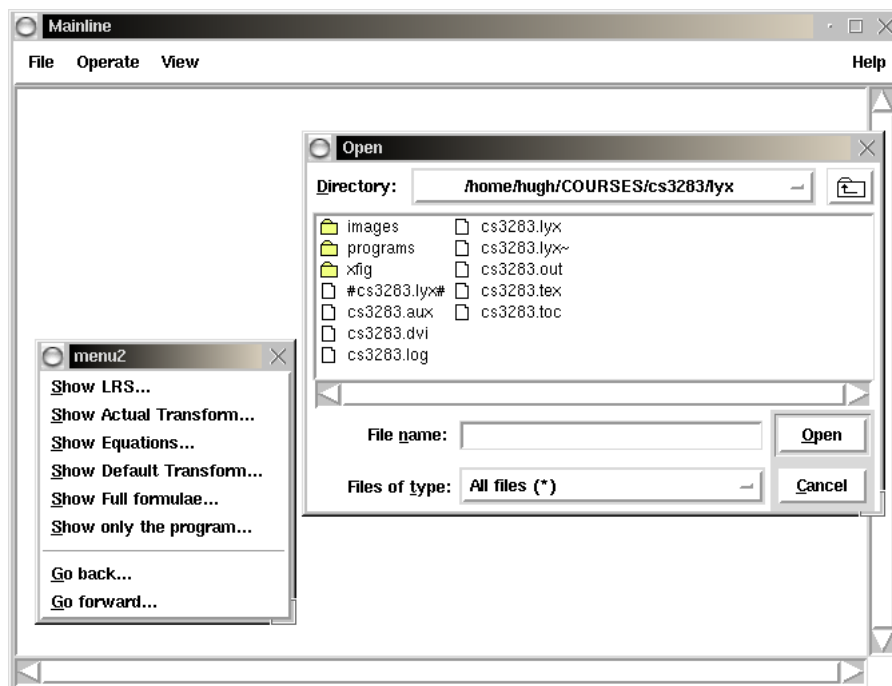 Mainline
File Operate View Help
Open
Directory: /home/hugh/COURSES/cs3283/lyx
images cs3283.lyx
programs cs3283.lyx~
xfig cs3283.out
#cs3283.lyx# cs3283.tex
cs3283.aux cs3283.toc
cs3283.dvi
cs3283.log
File name: Open
Files of type: All files (*) Cancel
menu2
Show LRS...
Show Actual Transform...
Show Equations...
Show Default Transform...
Show Full formulae...
Show only the program...
Go back...
Go forward...